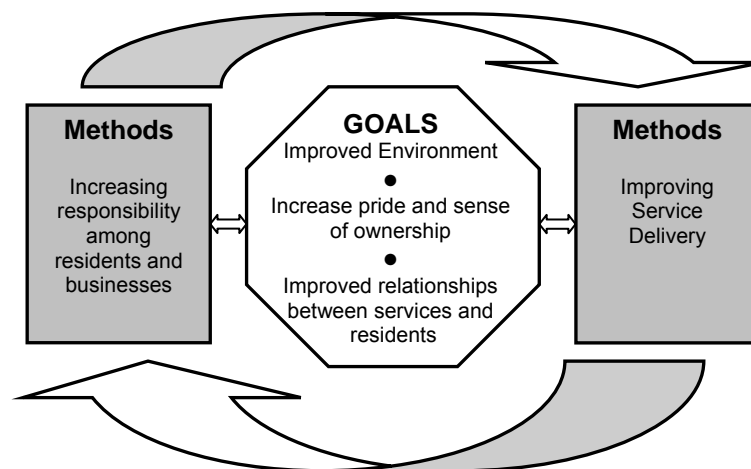 Methods
Increasing
responsibility
among
residents and
businesses
GOALS
Improved Environment
●
Increase pride and sense
of ownership
●
Improved relationships
between services and
residents
Methods
Improving
Service
Delivery